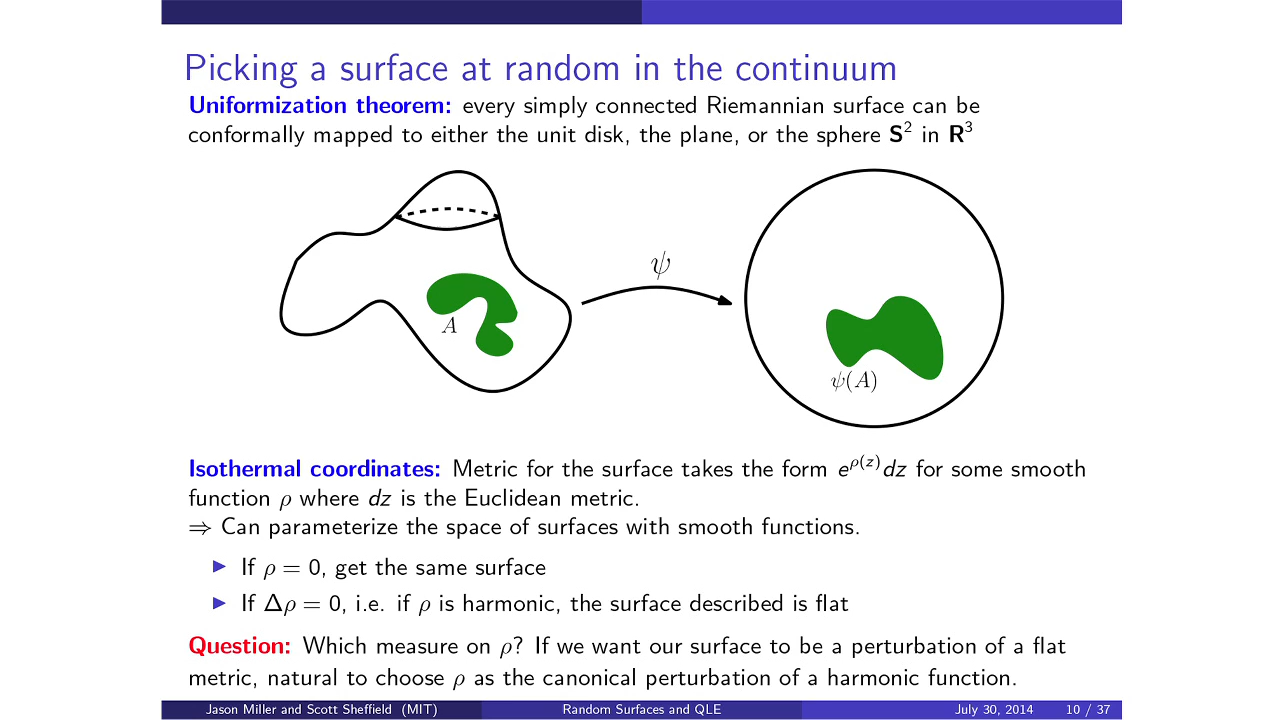 Picking a surface at random in the continuum
Uniformization theorem: every simply connected Riemannian surface can be
conformally mapped to either the unit disk, the plane, or the sphere S² in R³
ψ
A
ψ(A)
Isothermal coordinates: Metric for the surface takes the form e^ρ(z) dz for some smooth
function ρ where dz is the Euclidean metric.
⇒ Can parameterize the space of surfaces with smooth functions.
▶ If ρ = 0, get the same surface
▶ If Δρ = 0, i.e. if ρ is harmonic, the surface described is flat
Question: Which measure on ρ? If we want our surface to be a perturbation of a flat
metric, natural to choose ρ as the canonical perturbation of a harmonic function.
Jason Miller and Scott Sheffield (MIT) Random Surfaces and QLE July 30, 2014 10 / 37